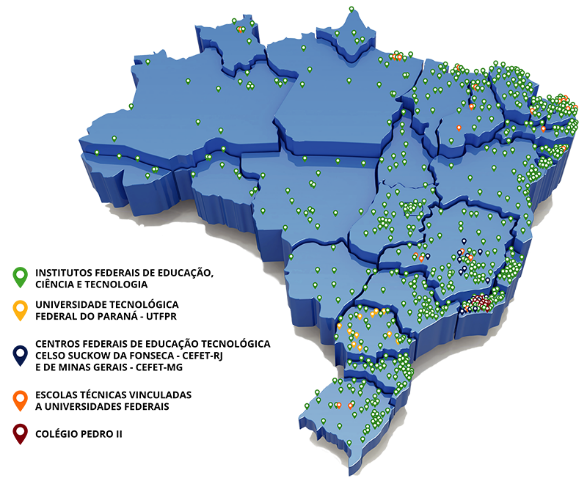 INSTITUTOS FEDERAIS DE EDUCAÇÃO,
CIÊNCIA E TECNOLOGIA
UNIVERSIDADE TECNOLÓGICA
FEDERAL DO PARANÁ - UTFPR
CENTROS FEDERAIS DE EDUCAÇÃO TECNOLÓGICA
CELSO SUCKOW DA FONSECA - CEFET-RJ
E DE MINAS GERAIS - CEFET-MG
ESCOLAS TÉCNICAS VINCULADAS
A UNIVERSIDADES FEDERAIS
COLÉGIO PEDRO II